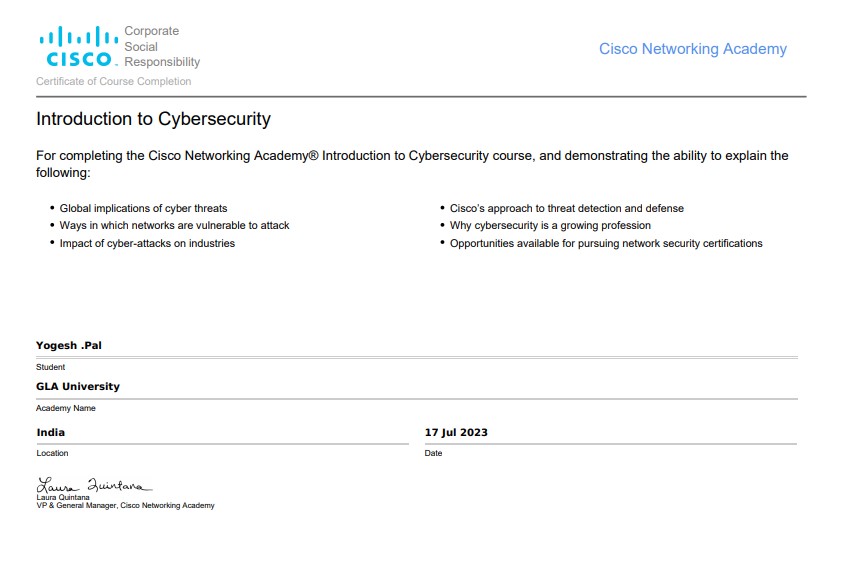 Corporate
Social
Responsibility
CISCO
Cisco Networking Academy
Certificate of Course Completion
Introduction to Cybersecurity
For completing the Cisco Networking Academy® Introduction to Cybersecurity course, and demonstrating the ability to explain the
following:
• Global implications of cyber threats
• Ways in which networks are vulnerable to attack
• Impact of cyber-attacks on industries
• Cisco's approach to threat detection and defense
• Why cybersecurity is a growing profession
• Opportunities available for pursuing network security certifications
Yogesh .Pal
Student
GLA University
Academy Name
India
Location
17 Jul 2023
Date
Laura Quintana
Laura Quintana
VP & General Manager, Cisco Networking Academy